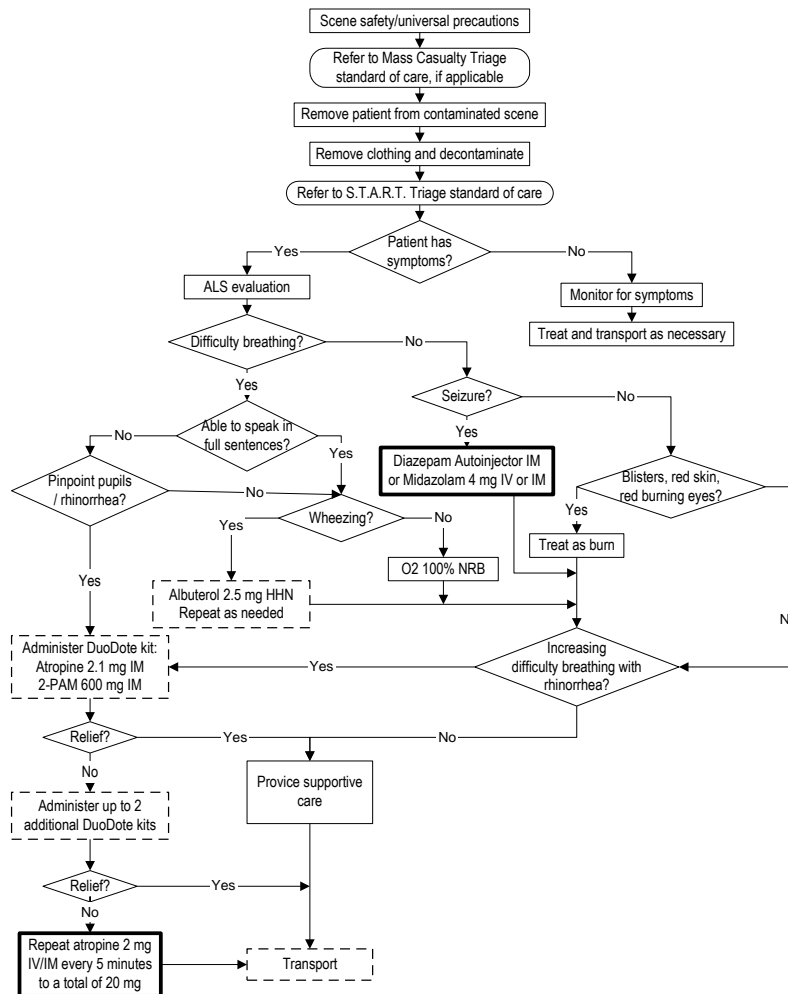 Scene safety/universal precautions
Refer to Mass Casualty Triage
standard of care, if applicable
Remove patient from contaminated scene
Remove clothing and decontaminate
Refer to S.T.A.R.T. Triage standard of care
Patient has
symptoms?
Yes
No
ALS evaluation
Monitor for symptoms
Treat and transport as necessary
Difficulty breathing?
No
Yes
Seizure?
No
Yes
Able to speak in
full sentences?
No
Yes
Diazepam Autoinjector IM
or Midazolam 4 mg IV or IM
Blisters, red skin,
red burning eyes?
Yes
N
Pinpoint pupils
/ rhinorrhea?
No
Yes
Wheezing?
Yes
No
Treat as burn
O2 100% NRB
Albuterol 2.5 mg HHN
Repeat as needed
Administer DuoDote kit:
Atropine 2.1 mg IM
2-PAM 600 mg IM
Increasing
difficulty breathing with
rhinorrhea?
Yes
No
Relief?
Yes
No
Provice supportive
care
Administer up to 2
additional DuoDote kits
Relief?
Yes
No
Repeat atropine 2 mg
IV/IM every 5 minutes
to a total of 20 mg
Transport